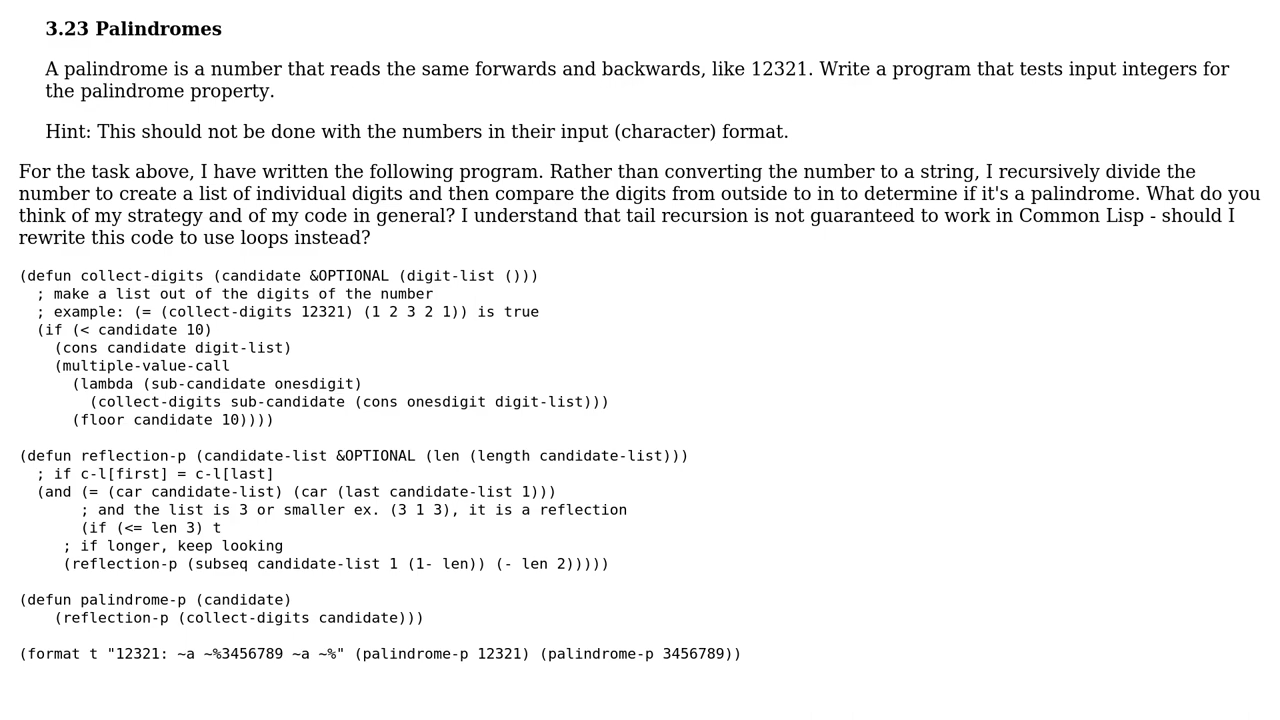 3.23 Palindromes
A palindrome is a number that reads the same forwards and backwards, like 12321. Write a program that tests input integers for
the palindrome property.
Hint: This should not be done with the numbers in their input (character) format.
For the task above, I have written the following program. Rather than converting the number to a string, I recursively divide the
number to create a list of individual digits and then compare the digits from outside to in to determine if it's a palindrome. What do you
think of my strategy and of my code in general? I understand that tail recursion is not guaranteed to work in Common Lisp - should I
rewrite this code to use loops instead?
(defun collect-digits (candidate &OPTIONAL (digit-list ()))
  ; make a list out of the digits of the number
  ; example: (= (collect-digits 12321) (1 2 3 2 1)) is true
  (if (< candidate 10)
    (cons candidate digit-list)
    (multiple-value-call
      (lambda (sub-candidate onesdigit)
        (collect-digits sub-candidate (cons onesdigit digit-list)))
      (floor candidate 10))))
(defun reflection-p (candidate-list &OPTIONAL (len (length candidate-list)))
  ; if c-l[first] = c-l[last]
  (and (= (car candidate-list) (car (last candidate-list 1)))
       ; and the list is 3 or smaller ex. (3 1 3), it is a reflection
       (if (<= len 3) t
     ; if longer, keep looking
     (reflection-p (subseq candidate-list 1 (1- len)) (- len 2)))))
(defun palindrome-p (candidate)
    (reflection-p (collect-digits candidate)))
(format t "12321: ~a ~%3456789 ~a ~%" (palindrome-p 12321) (palindrome-p 3456789))